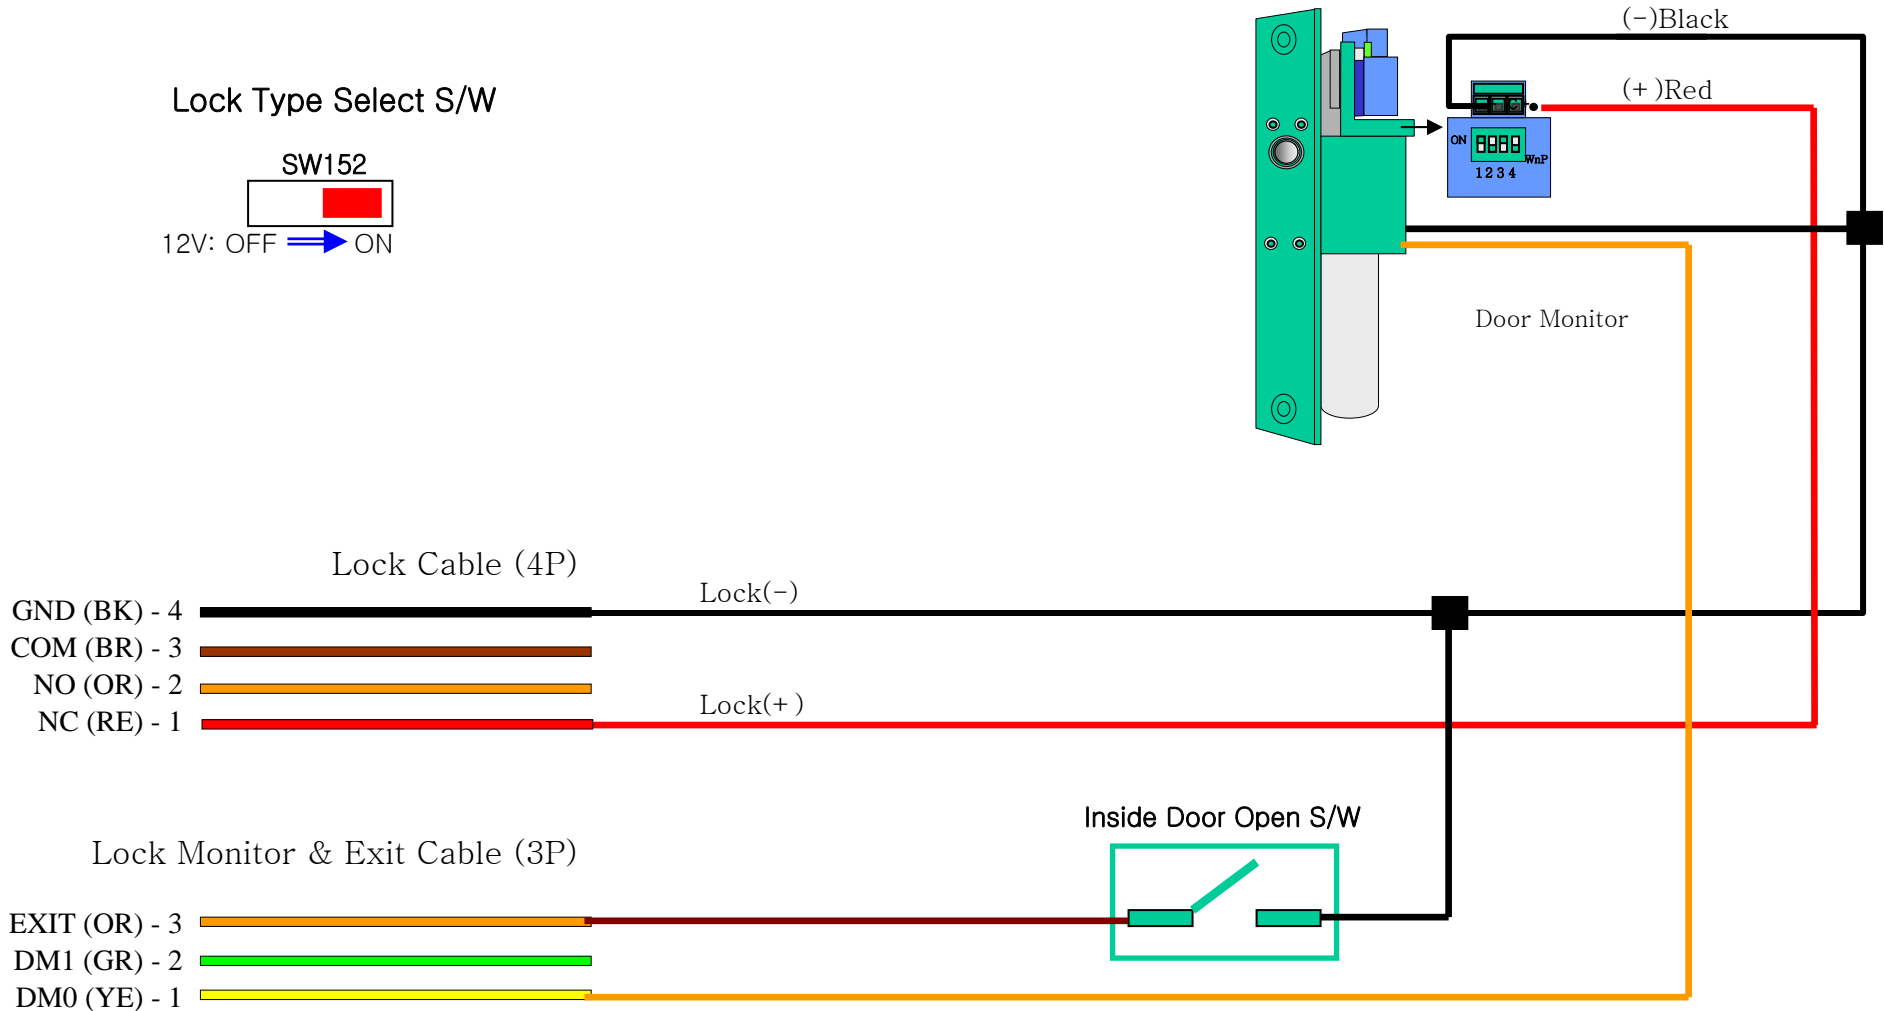 (-)Black
Lock Type Select S/W
(+)Red
SW152
12V: OFF ON
ON
WnP
1 2 3 4
Door Monitor
Lock Cable (4P)
Lock(-)
GND (BK) - 4
COM (BR) - 3
NO (OR) - 2
Lock(+)
NC (RE) - 1
Inside Door Open S/W
Lock Monitor & Exit Cable (3P)
EXIT (OR) - 3
DM1 (GR) - 2
DM0 (YE) - 1